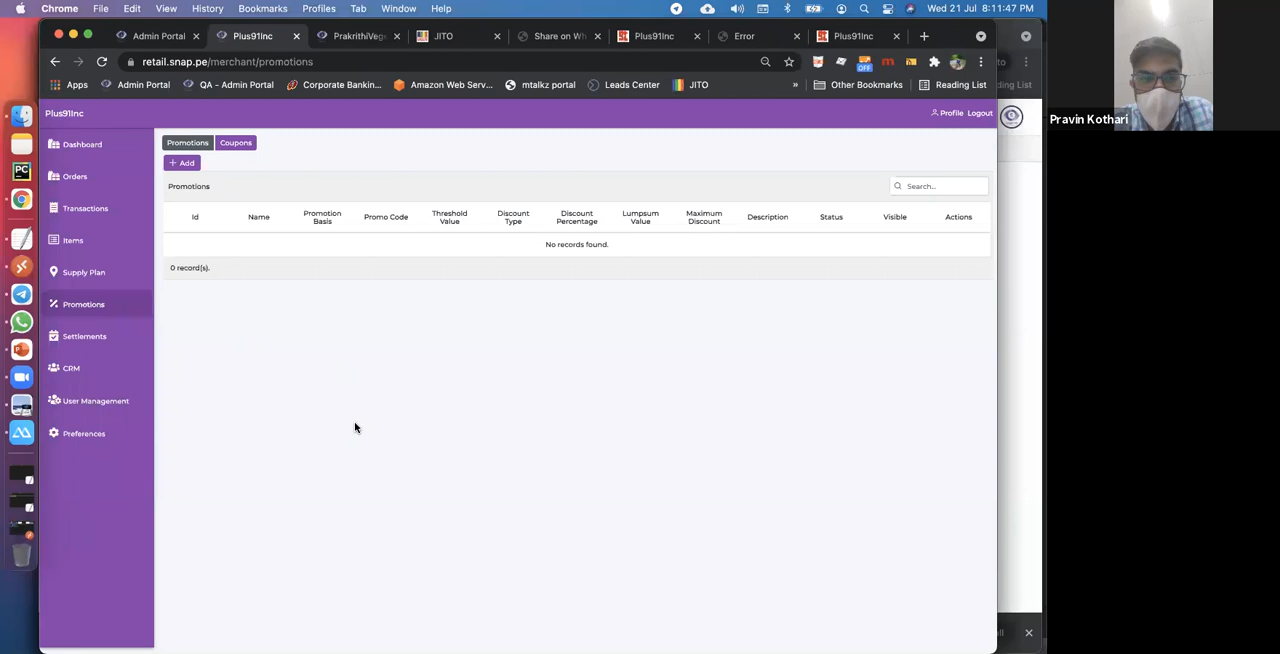 Chrome File Edit View History Bookmarks Profiles Tab Window Help Wed 21 Jul 8:11:47 PM
Admin Portal Plus91Inc PrakrithiVeg JITO Share on Wh Plus91Inc Error Plus91Inc
retail.snap.pe/merchant/promotions
OFF
Apps Admin Portal QA - Admin Portal Corporate Bankin... Amazon Web Serv... mtalkz portal Leads Center JITO » Other Bookmarks Reading List
Plus91Inc Profile Logout
Pravin Kothari
Dashboard
Orders
Transactions
Items
Supply Plan
Promotions
Settlements
CRM
User Management
Preferences
Promotions Coupons
+ Add
Promotions Search...
Id Name Promotion Basis Promo Code Threshold Value Discount Type Discount Percentage Lumpsum Value Maximum Discount Description Status Visible Actions
No records found.
0 record(s).
PC